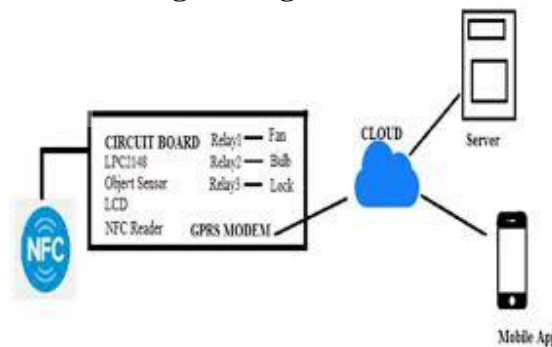 CIRCUIT BOARD
LPC2148
Object Sensor
LCD
NFC Reader
Relay1 Fan
Relay2 Bulb
Relay3 Lock
GPRS MODEM
NFC
CLOUD
Server
Mobile App